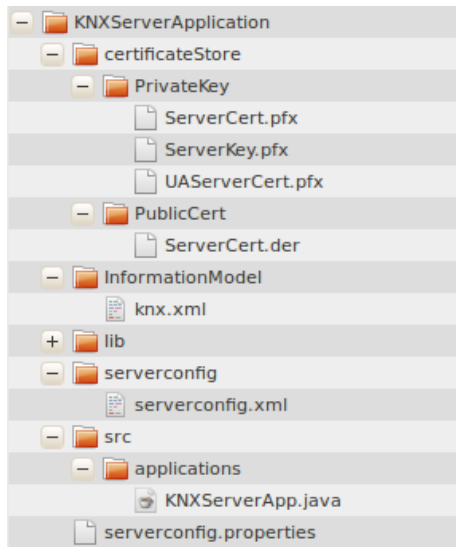 KNXServerApplication
certificateStore
PrivateKey
ServerCert.pfx
ServerKey.pfx
UAServerCert.pfx
PublicCert
ServerCert.der
InformationModel
knx.xml
lib
serverconfig
serverconfig.xml
src
applications
KNXServerApp.java
serverconfig.properties